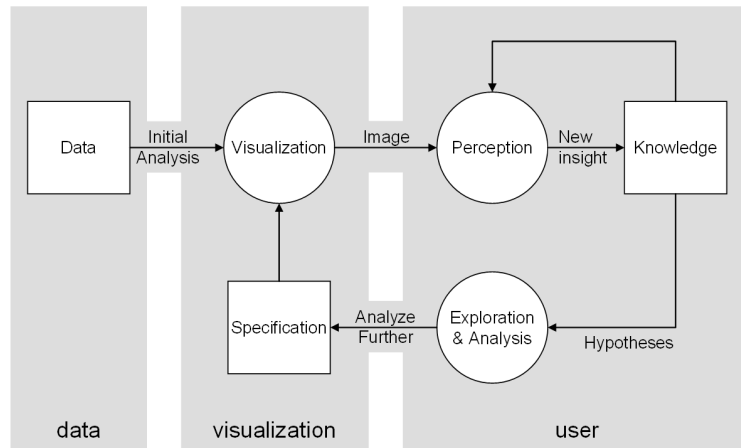 Data
Initial
Analysis
Visualization
Image
Perception
New
insight
Knowledge
Specification
Analyze
Further
Exploration
& Analysis
Hypotheses
data
visualization
user